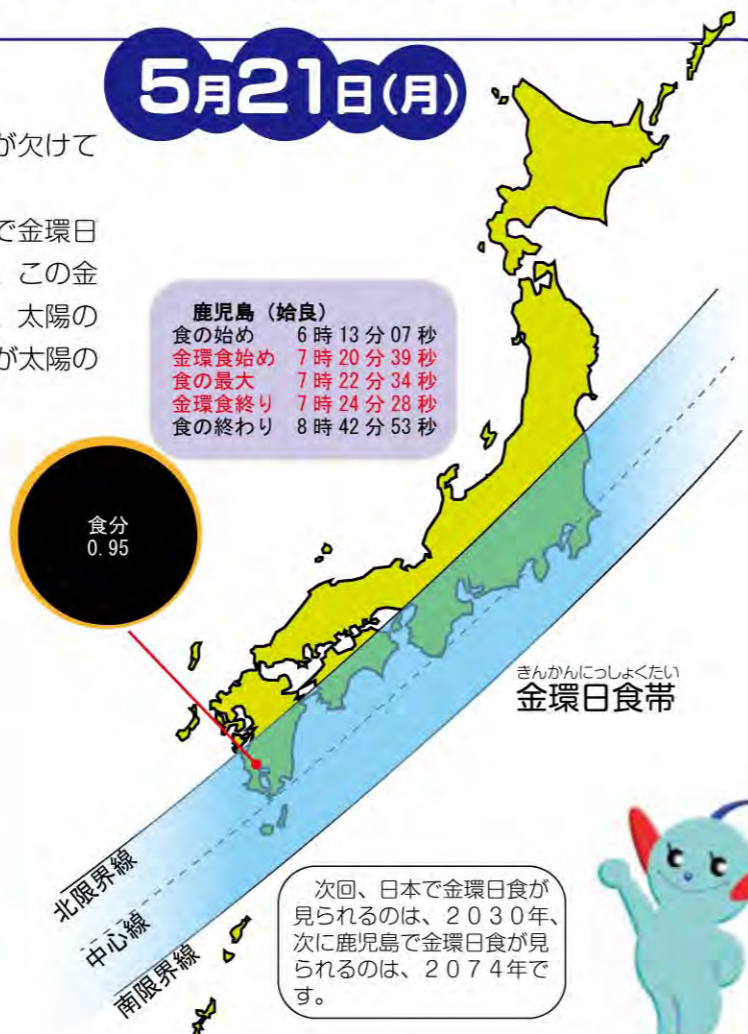 5月21日(月)
が欠けて
で金環日
この金
太陽の
が太陽の
鹿児島(姶良)
食の始め 6時13分07秒
金環食始め 7時20分39秒
食の最大 7時22分34秒
金環食終り 7時24分28秒
食の終わり 8時42分53秒
食分
0.95
きんかんにっしょくたい
金環日食帯
北限界線
中心線
南限界線
次回、日本で金環日食が
見られるのは、2030年、
次に鹿児島で金環日食が見
られるのは、2074年で
す。